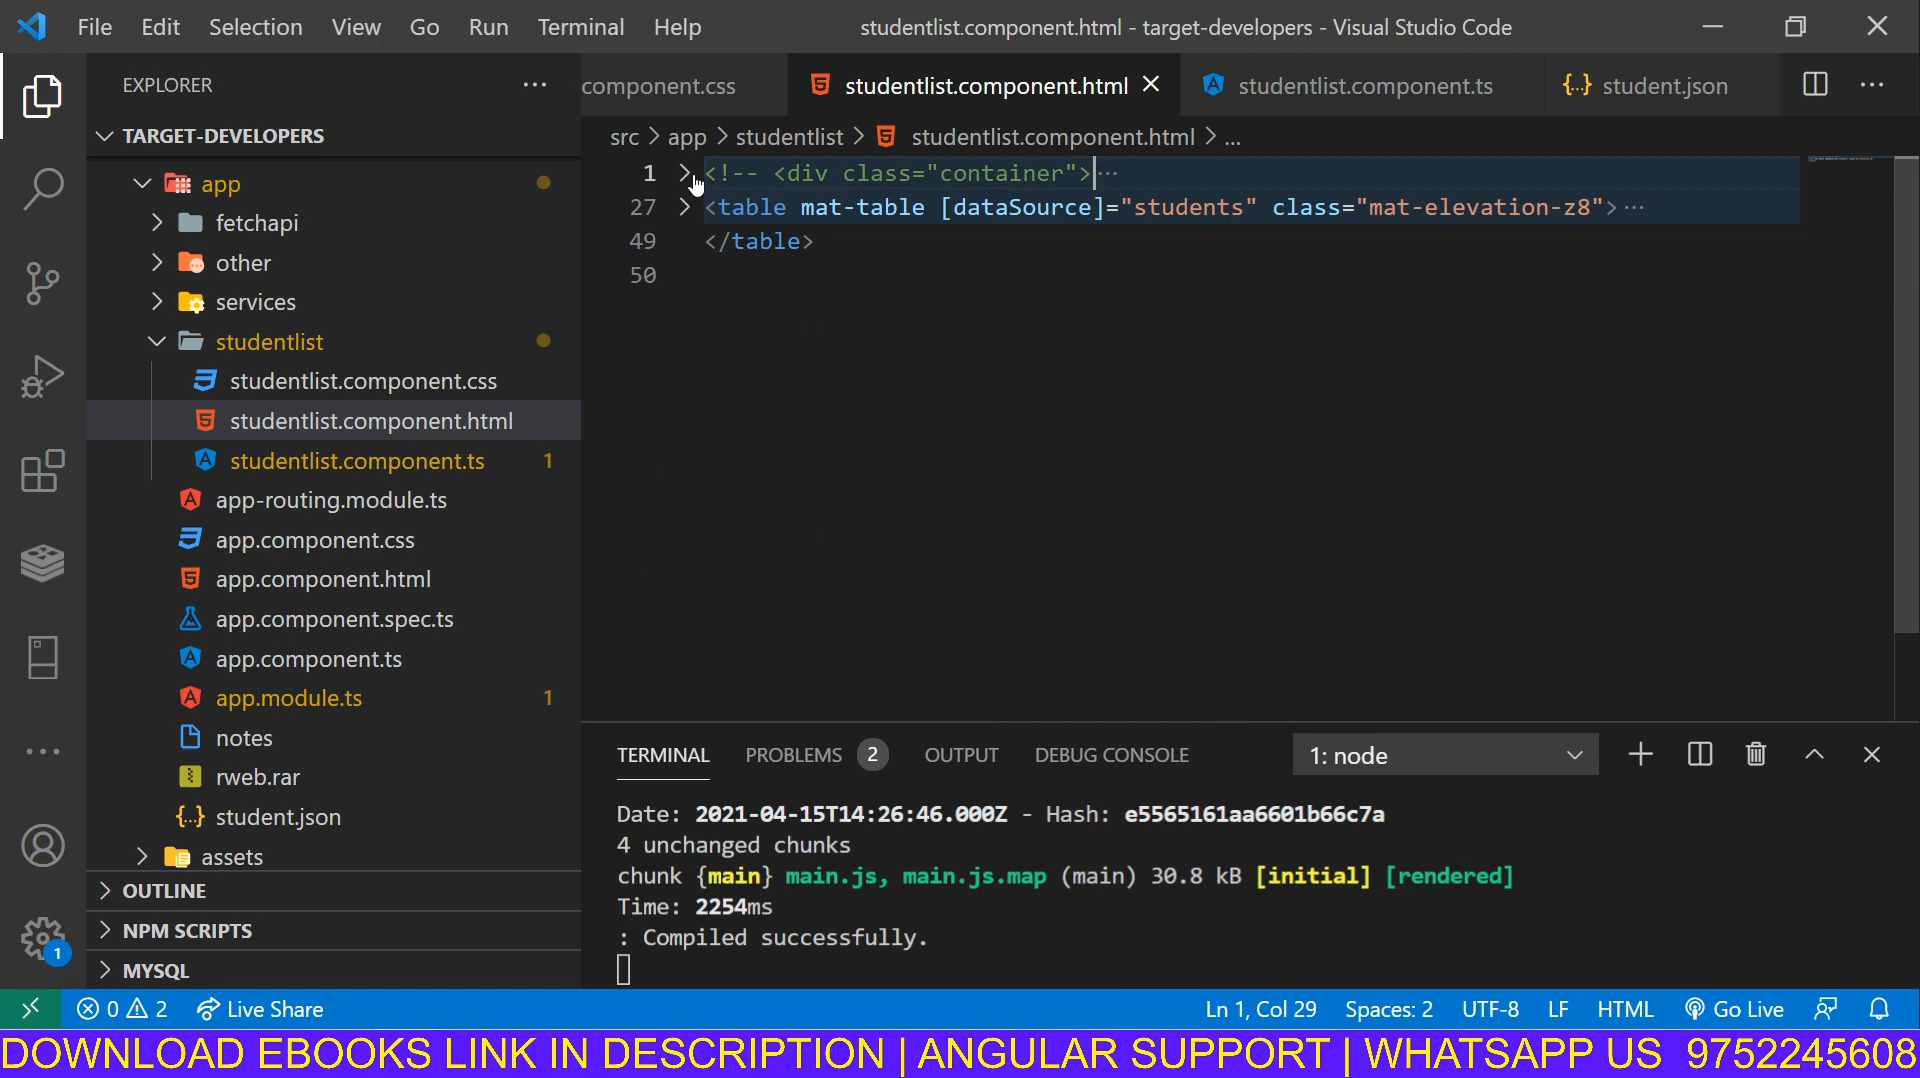 File Edit Selection View Go Run Terminal Help
studentlist.component.html - target-developers - Visual Studio Code
EXPLORER
component.css
studentlist.component.html
studentlist.component.ts
{..} student.json
TARGET-DEVELOPERS
src > app > studentlist > studentlist.component.html > ...
app
fetchapi
other
services
studentlist
studentlist.component.css
studentlist.component.html
studentlist.component.ts 1
app-routing.module.ts
app.component.css
app.component.html
app.component.spec.ts
app.component.ts
app.module.ts 1
notes
rweb.rar
{..} student.json
assets
OUTLINE
NPM SCRIPTS
MYSQL
1 <!-- <div class="container"> ···
27 <table mat-table [dataSource]="students" class="mat-elevation-z8"> ···
49 </table>
50
TERMINAL PROBLEMS 2 OUTPUT DEBUG CONSOLE 1: node
Date: 2021-04-15T14:26:46.000Z - Hash: e5565161aa6601b66c7a
4 unchanged chunks
chunk {main} main.js, main.js.map (main) 30.8 kB [initial] [rendered]
Time: 2254ms
: Compiled successfully.
1
0 2 Live Share Ln 1, Col 29 Spaces: 2 UTF-8 LF HTML Go Live
DOWNLOAD EBOOKS LINK IN DESCRIPTION | ANGULAR SUPPORT | WHATSAPP US 9752245608